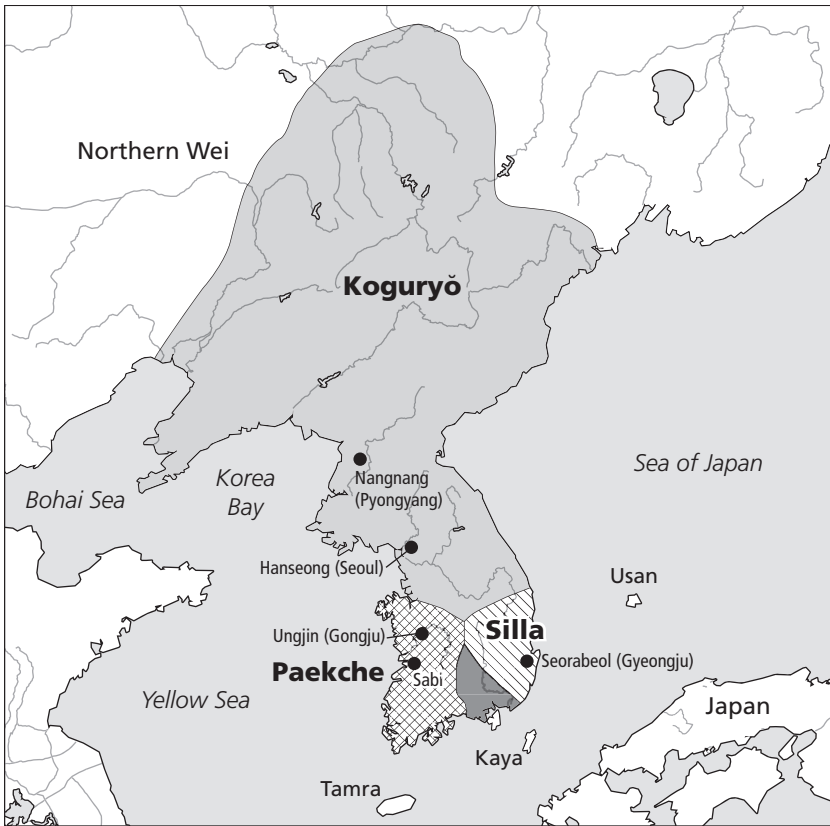 Northern Wei
Koguryŏ
Sea of Japan
Nangnang
(Pyongyang)
Korea
Bay
Bohai Sea
Hanseong (Seoul)
Usan
Ungjin (Gongju)
Silla
Seorabeol (Gyeongju)
Paekche
Sabi
Yellow Sea
Japan
Kaya
Tamra